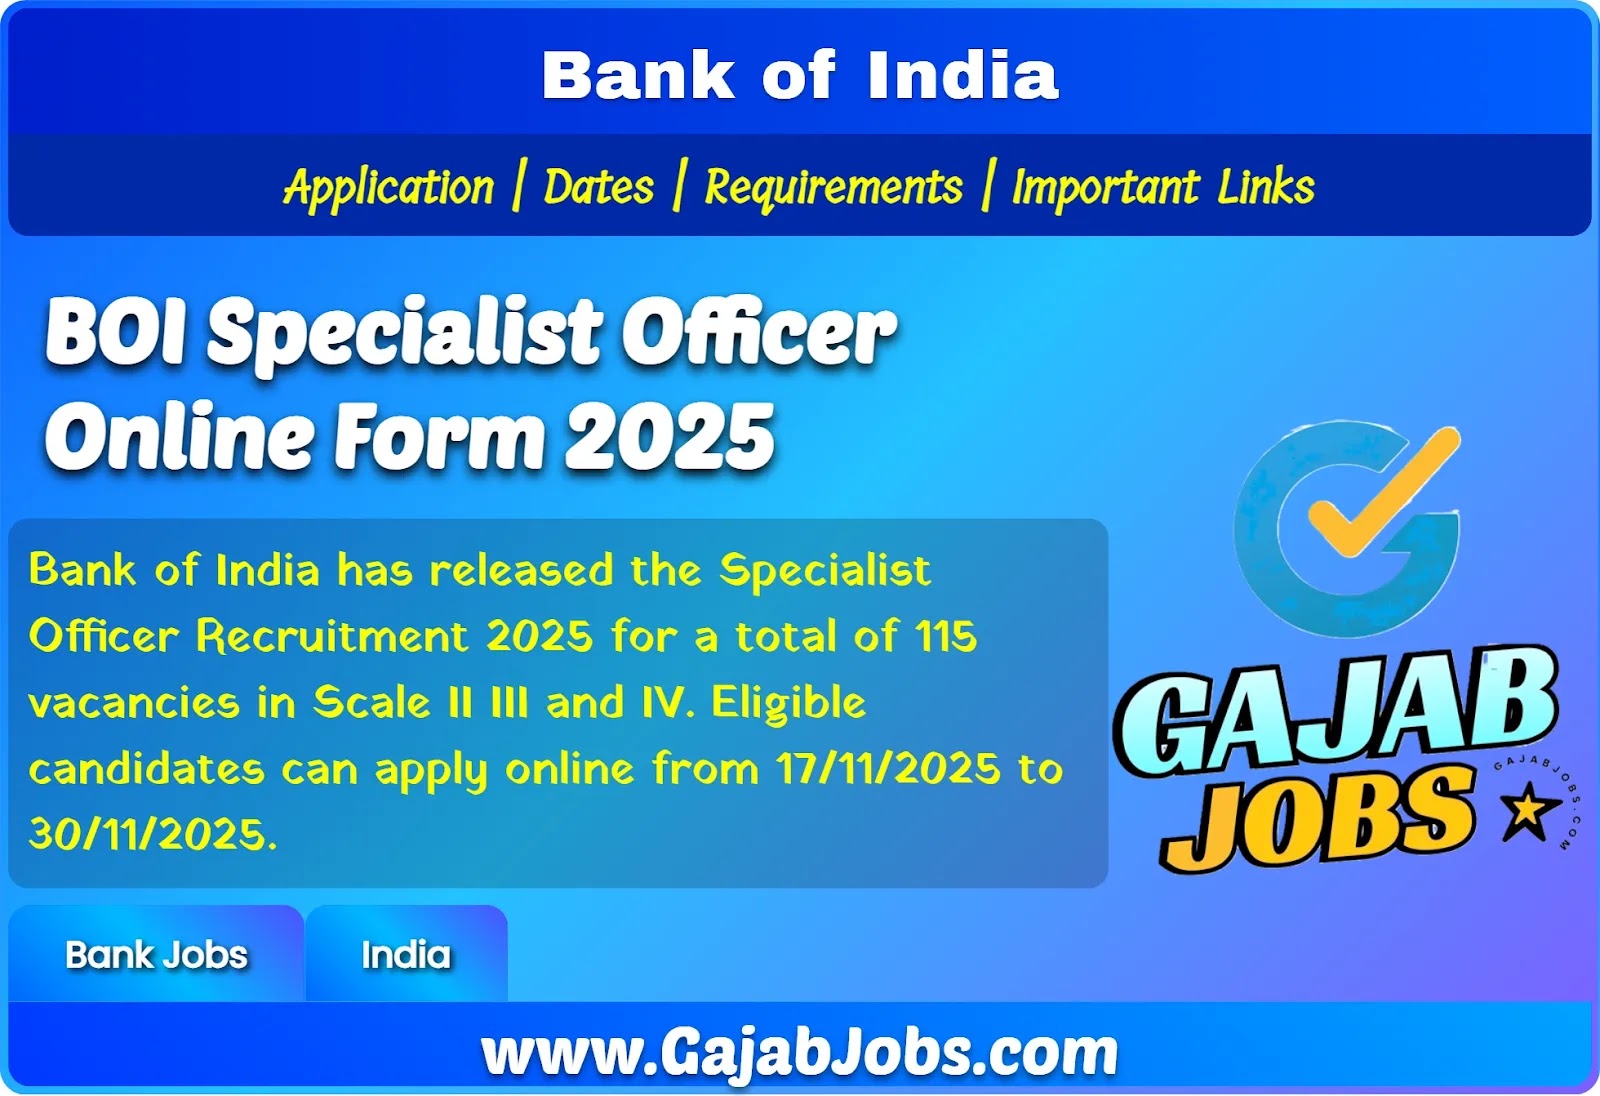 Bank of India
Application | Dates | Requirements | Important Links
BOI Specialist Officer
Online Form 2025
Bank of India has released the Specialist
Officer Recruitment 2025 for a total of 115
vacancies in Scale II III and IV. Eligible
candidates can apply online from 17/11/2025 to
30/11/2025.
GAJAB
JOBS
GAJABJOBS.COM
Bank Jobs
India
www.GajabJobs.com